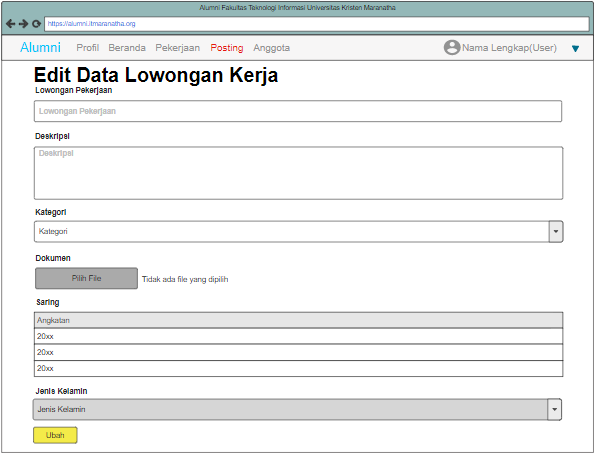 Alumni Fakultas Teknologi Informasi Universitas Kristen Maranatha
https://alumni.itmaranatha.org
Alumni Profil Beranda Pekerjaan Posting Anggota Nama Lengkap(User)
Edit Data Lowongan Kerja
Lowongan Pekerjaan
Lowongan Pekerjaan
Deskripsi
Deskripsi
Kategori
Kategori
Dokumen
Pilih File Tidak ada file yang dipilih
Saring
Angkatan
20xx
20xx
20xx
Jenis Kelamin
Jenis Kelamin
Ubah